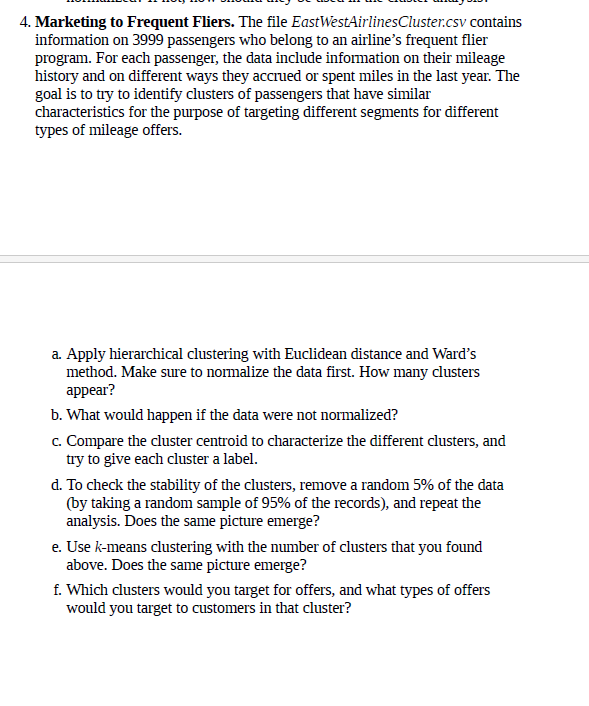 4. Marketing to Frequent Fliers. The file EastWestAirlinesCluster.csv contains
information on 3999 passengers who belong to an airline's frequent flier
program. For each passenger, the data include information on their mileage
history and on different ways they accrued or spent miles in the last year. The
goal is to try to identify clusters of passengers that have similar
characteristics for the purpose of targeting different segments for different
types of mileage offers.
a. Apply hierarchical clustering with Euclidean distance and Ward's
method. Make sure to normalize the data first. How many clusters
appear?
b. What would happen if the data were not normalized?
c. Compare the cluster centroid to characterize the different clusters, and
try to give each cluster a label.
d. To check the stability of the clusters, remove a random 5% of the data
(by taking a random sample of 95% of the records), and repeat the
analysis. Does the same picture emerge?
e. Use k-means clustering with the number of clusters that you found
above. Does the same picture emerge?
f. Which clusters would you target for offers, and what types of offers
would you target to customers in that cluster?